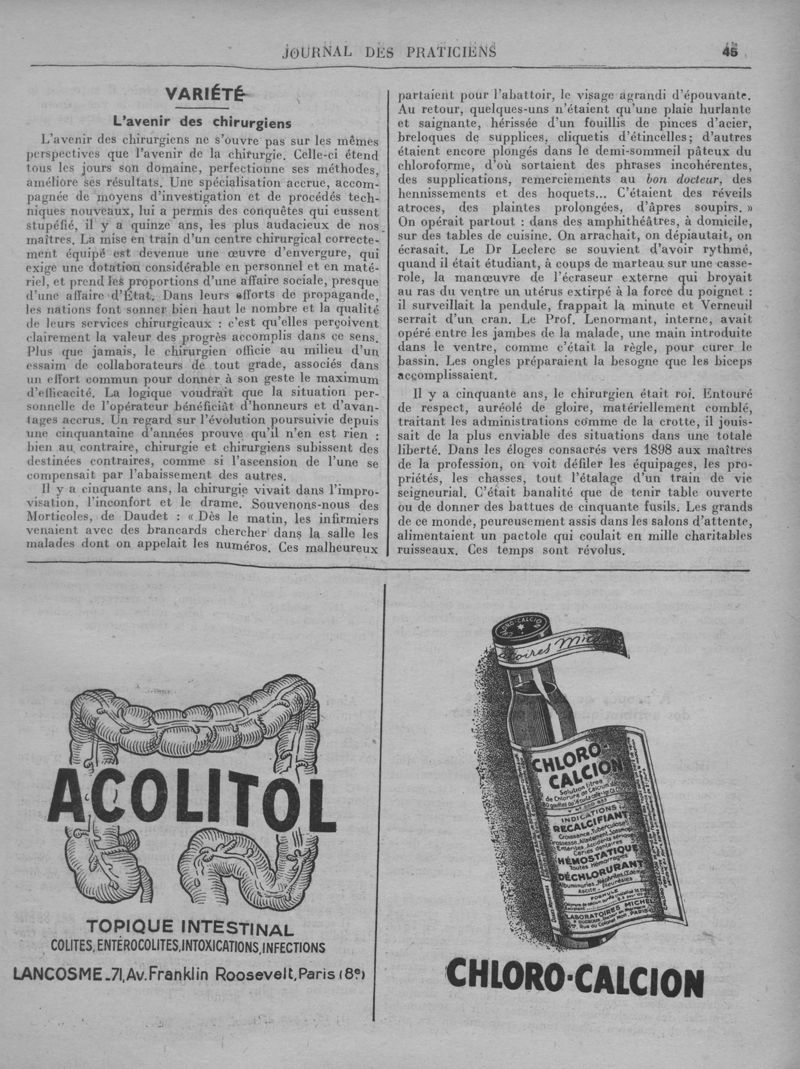 JOURNAL DES PRATICIENS 45
VARIÉTÉ
L'avenir des chirurgiens
L'avenir des chirurgiens ne s'ouvre pas sur les mêmes
perspectives que l'avenir de la chirurgie. Celle-ci étend
tous les jours son domaine, perfectionne ses méthodes,
améliore ses résultats. Une spécialisation accrue, accom-
pagnée de moyens d'investigation et de procédés tech-
niques nouveaux, lui a permis des conquêtes qui eussent
stupéfié, il y a quinze ans, les plus audacieux de nos
maîtres. La mise en train d'un centre chirurgical correcte-
ment équipé est devenue une œuvre d'envergure, qui
exige une dotation considérable en personnel et en maté-
riel, et prend les proportions d'une affaire sociale, presque
d'une affaire d'État. Dans leurs efforts de propagande,
les nations font sonner bien haut le nombre et la qualité
de leurs services chirurgicaux : c'est qu'elles perçoivent
clairement la valeur des progrès accomplis dans ce sens.
Plus que jamais, le chirurgien officie au milieu d'un
essaim de collaborateurs de tout grade, associés dans
un effort commun pour donner à son geste le maximum
d'efficacité. La logique voudrait que la situation per-
sonnelle de l'opérateur bénéficiât d'honneurs et d'avan-
tages accrus. Un regard sur l'évolution poursuivie depuis
une cinquantaine d'années prouve qu'il n'en est rien :
bien au contraire, chirurgie et chirurgiens subissent des
destinées contraires, comme si l'ascension de l'une se
compensait par l'abaissement des autres.
Il y a cinquante ans, la chirurgie vivait dans l'impro-
visation, l'inconfort et le drame. Souvenons-nous des
Morticoles, de Daudet : « Dès le matin, les infirmiers
venaient avec des brancards chercher dans la salle les
malades dont on appelait les numéros. Ces malheureux
partaient pour l'abattoir, le visage agrandi d'épouvante.
Au retour, quelques-uns n'étaient qu'une plaie hurlante
et saignante, hérissée d'un fouillis de pinces d'acier,
breloques de supplices, cliquetis d'étincelles; d'autres
étaient encore plongés dans le demi-sommeil pâteux du
chloroforme, d'où sortaient des phrases incohérentes,
des supplications, remerciements au bon docteur, des
hennissements et des hoquets... C'étaient des réveils
atroces, des plaintes prolongées, d'âpres soupirs. »
On opérait partout : dans des amphithéâtres, à domicile,
sur des tables de cuisine. On arrachait, on dépiautait, on
écrasait. Le Dr Leclerc se souvient d'avoir rythmé,
quand il était étudiant, à coups de marteau sur une casse-
role, la manœuvre de l'écraseur externe qui broyait
au ras du ventre un utérus extirpé à la force du poignet :
il surveillait la pendule, frappait la minute et Verneuil
serrait d'un cran. Le Prof. Lenormant, interne, avait
opéré entre les jambes de la malade, une main introduite
dans le ventre, comme c'était la règle, pour curer le
bassin. Les ongles préparaient la besogne que les biceps
accomplissaient.
Il y a cinquante ans, le chirurgien était roi. Entouré
de respect, auréolé de gloire, matériellement comblé,
traitant les administrations comme de la crotte, il jouis-
sait de la plus enviable des situations dans une totale
liberté. Dans les éloges consacrés vers 1898 aux maîtres
de la profession, on voit défiler les équipages, les pro-
priétés, les chasses, tout l'étalage d'un train de vie
seigneurial. C'était banalité que de tenir table ouverte
ou de donner des battues de cinquante fusils. Les grands
de ce monde, peureusement assis dans les salons d'attente,
alimentaient un pactole qui coulait en mille charitables
ruisseaux. Ces temps sont révolus.
ACOLITOL
TOPIQUE INTESTINAL
COLITES, ENTÉROCOLITES, INTOXICATIONS, INFECTIONS
LANCOSME_71, Av. Franklin Roosevelt, Paris (8e)
CHLORO-
CALCION
Solution titrée
de Chlorure de Calcium
INDICATIONS
RECALCIFIANT
Croissance, Tuberculose
Carie dentaire
HÉMOSTATIQUE
Toutes Hémorragies
DÉCHLORURANT
Albuminuries, Néphrites
Ascite - Pleurésies
FORMULE
LABORATOIRES MICHEL
PARIS
CHLORO-CALCION